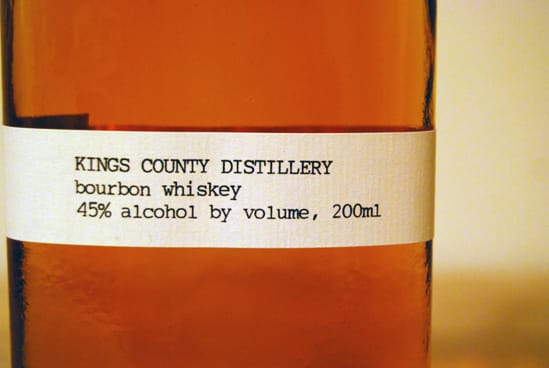 KINGS COUNTY DISTILLERY
bourbon whiskey
45% alcohol by volume, 200ml